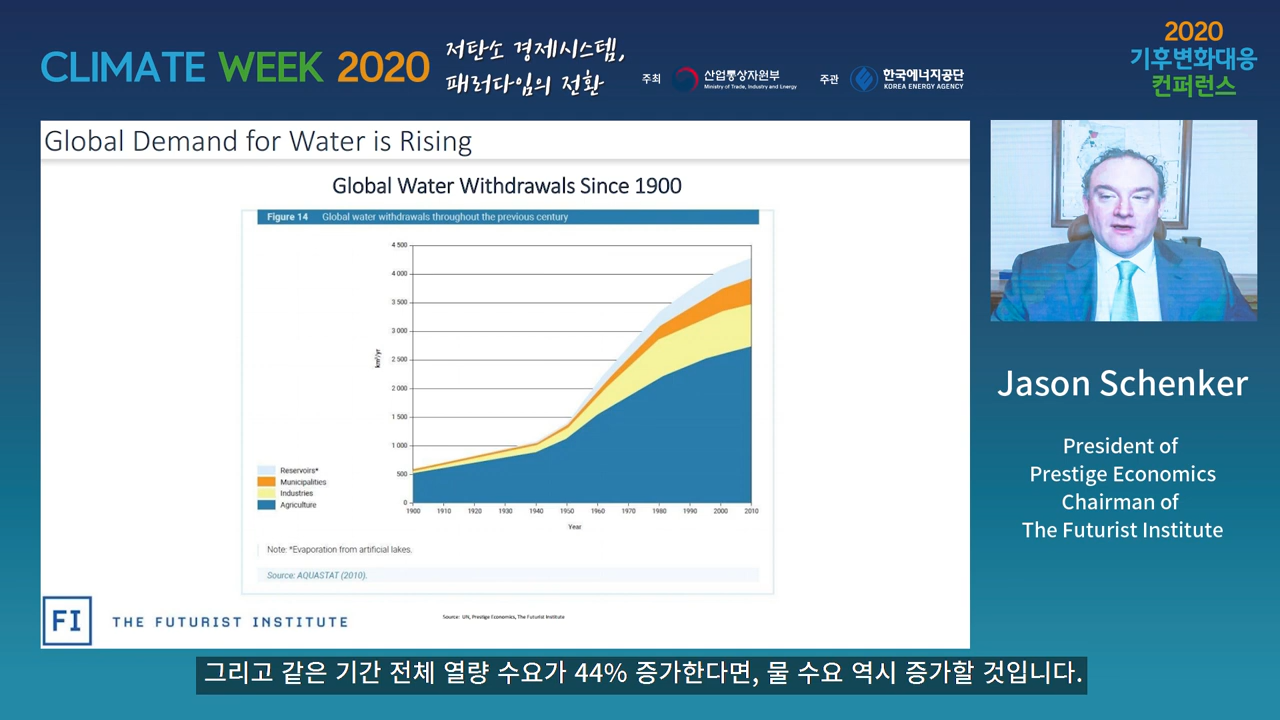 CLIMATE WEEK 2020
저탄소 경제시스템,
패러다임의 전환
주최
산업통상자원부
Ministry of Trade, Industry and Energy
주관
한국에너지공단
KOREA ENERGY AGENCY
2020
기후변화대응
컨퍼런스
Global Demand for Water is Rising
Global Water Withdrawals Since 1900
Figure 14 Global water withdrawals throughout the previous century
4 500
4 000
3 500
3 000
2 500
2 000
1 500
1 000
500
0
km³/yr
1900 1910 1920 1930 1940 1950 1960 1970 1980 1990 2000 2010
Year
Reservoirs*
Municipalities
Industries
Agriculture
Note: *Evaporation from artificial lakes.
Source: AQUASTAT (2010).
FI THE FUTURIST INSTITUTE
Source: UN, Prestige Economics, The Futurist Institute
Jason Schenker
President of
Prestige Economics
Chairman of
The Futurist Institute
그리고 같은 기간 전체 열량 수요가 44% 증가한다면, 물 수요 역시 증가할 것입니다.